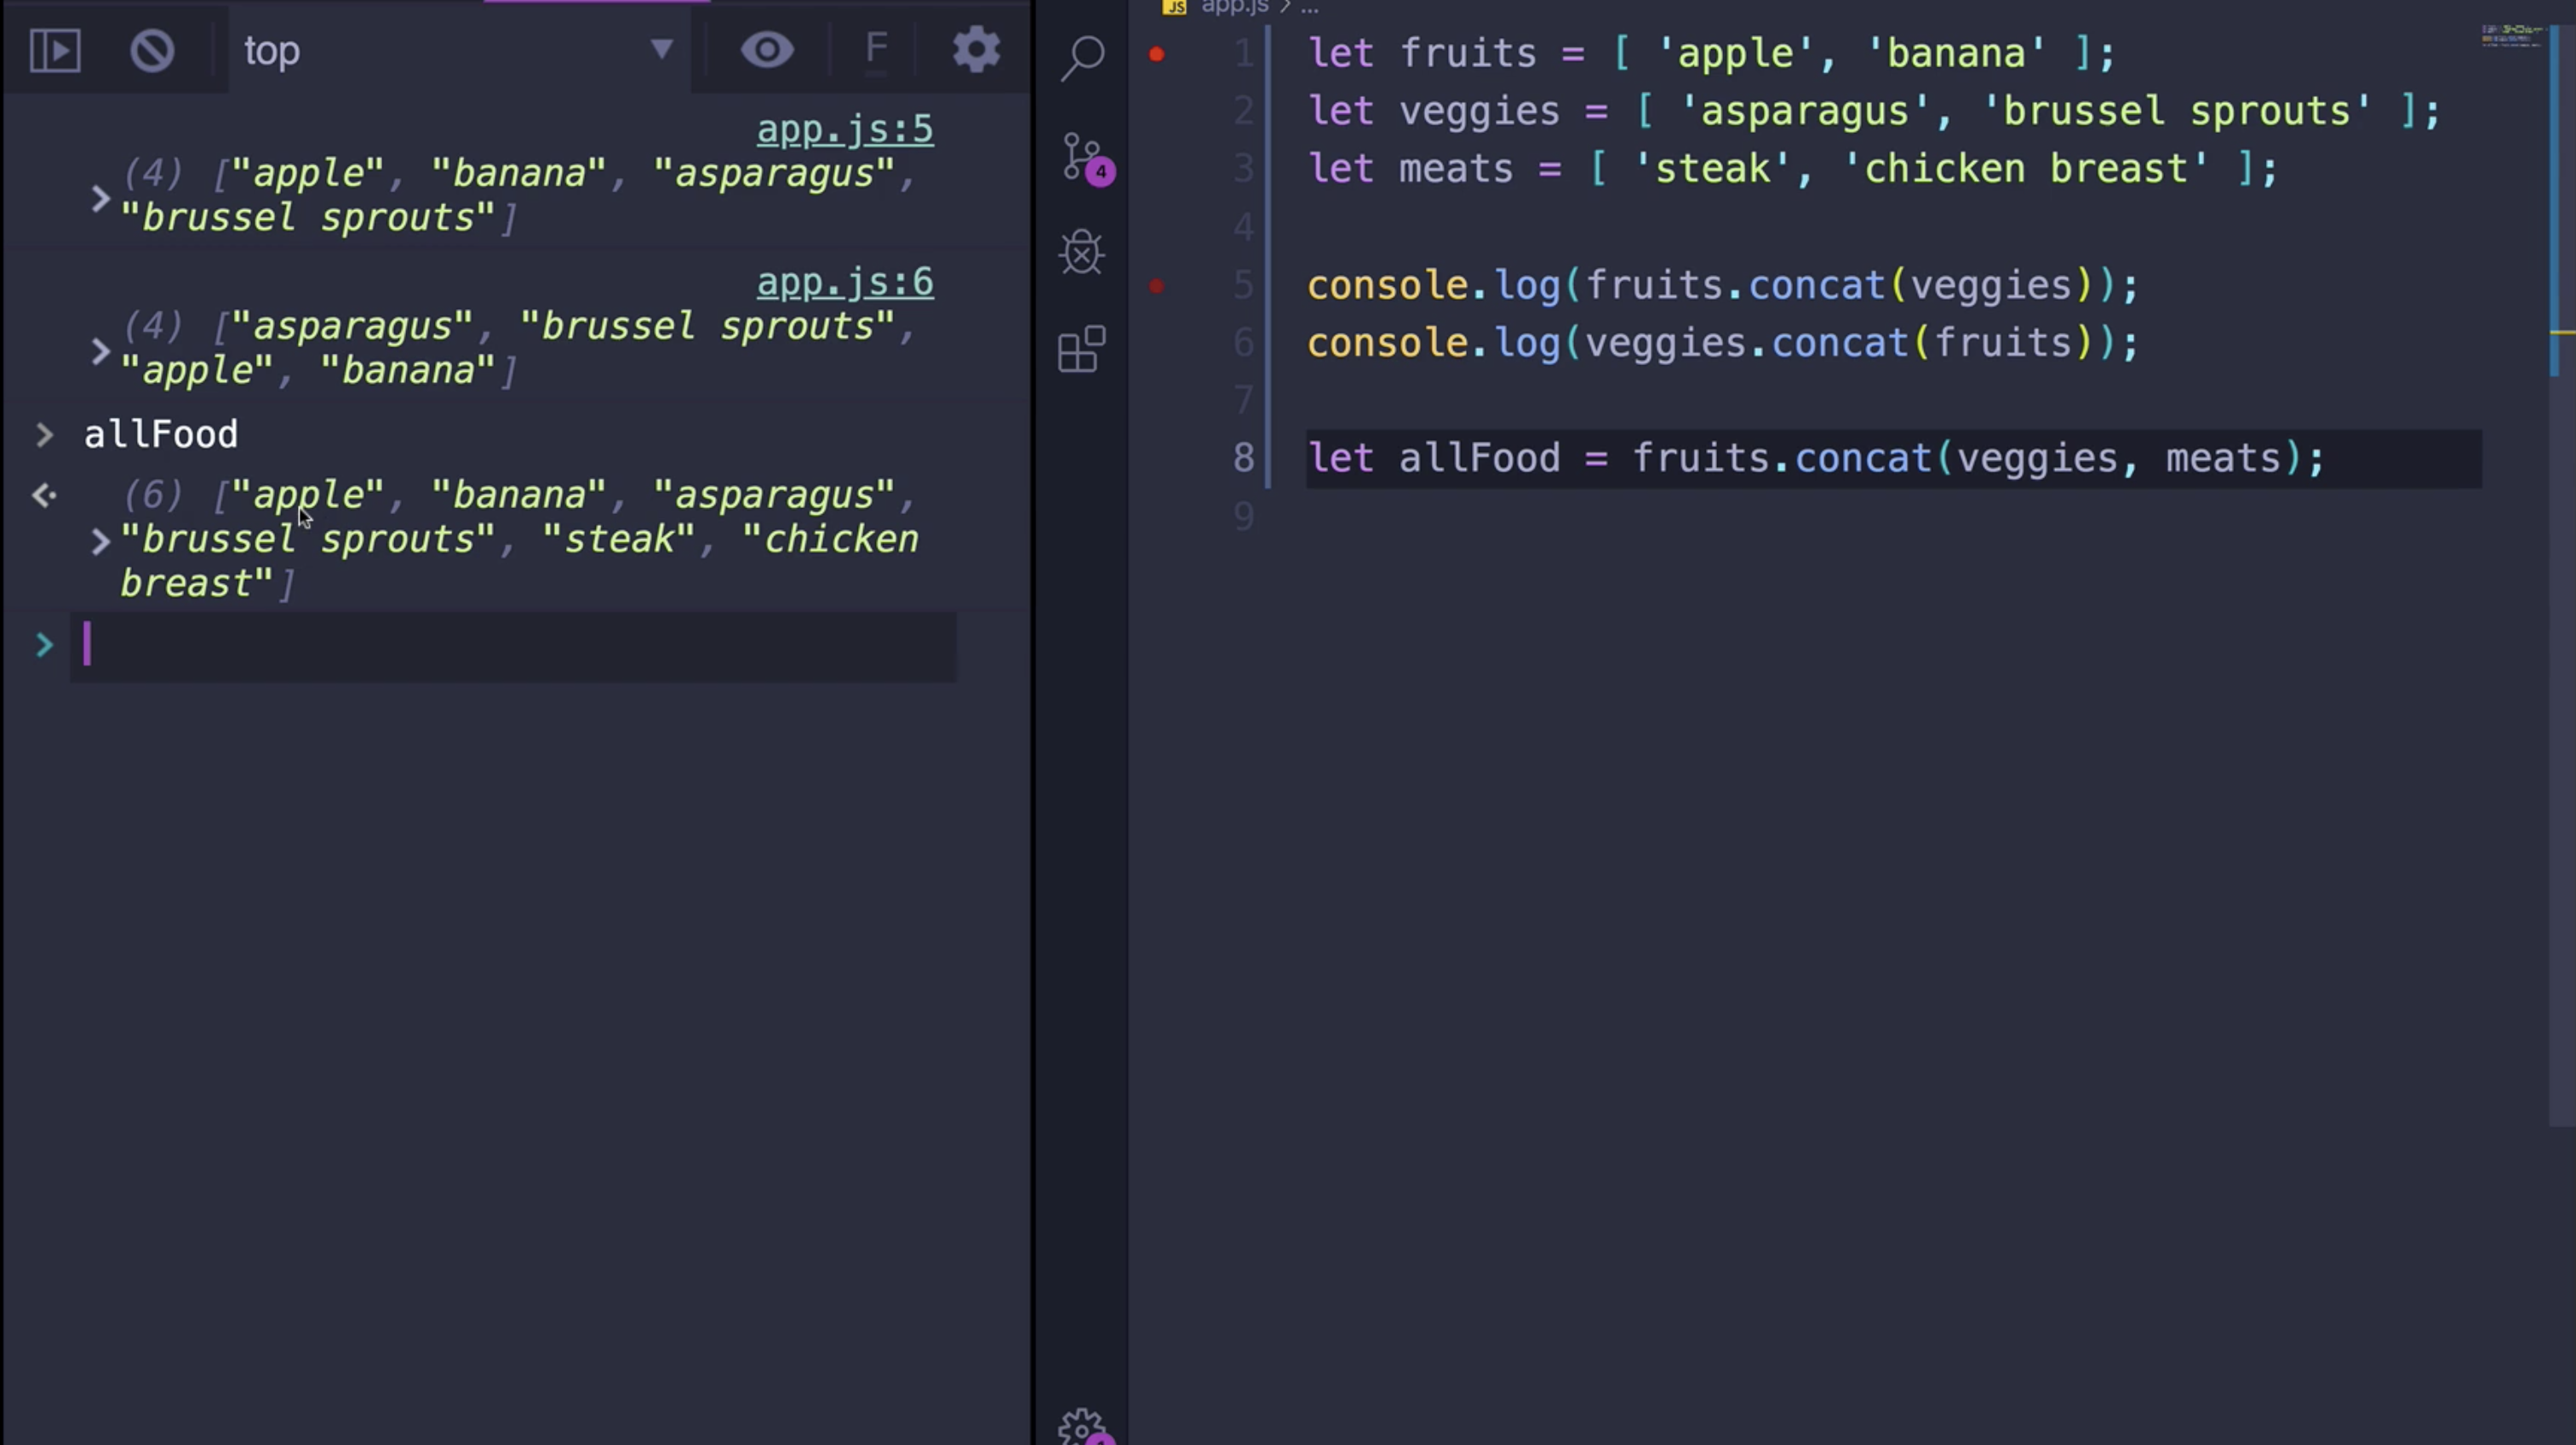 top
F
app.js:5
(4) ["apple", "banana", "asparagus",
"brussel sprouts"]
app.js:6
(4) ["asparagus", "brussel sprouts",
"apple", "banana"]
allFood
(6) ["apple", "banana", "asparagus",
"brussel sprouts", "steak", "chicken
breast"]
4
JS app.js > ...
1 let fruits = [ 'apple', 'banana' ];
2 let veggies = [ 'asparagus', 'brussel sprouts' ];
3 let meats = [ 'steak', 'chicken breast' ];
4
5 console.log(fruits.concat(veggies));
6 console.log(veggies.concat(fruits));
7
8 let allFood = fruits.concat(veggies, meats);
9